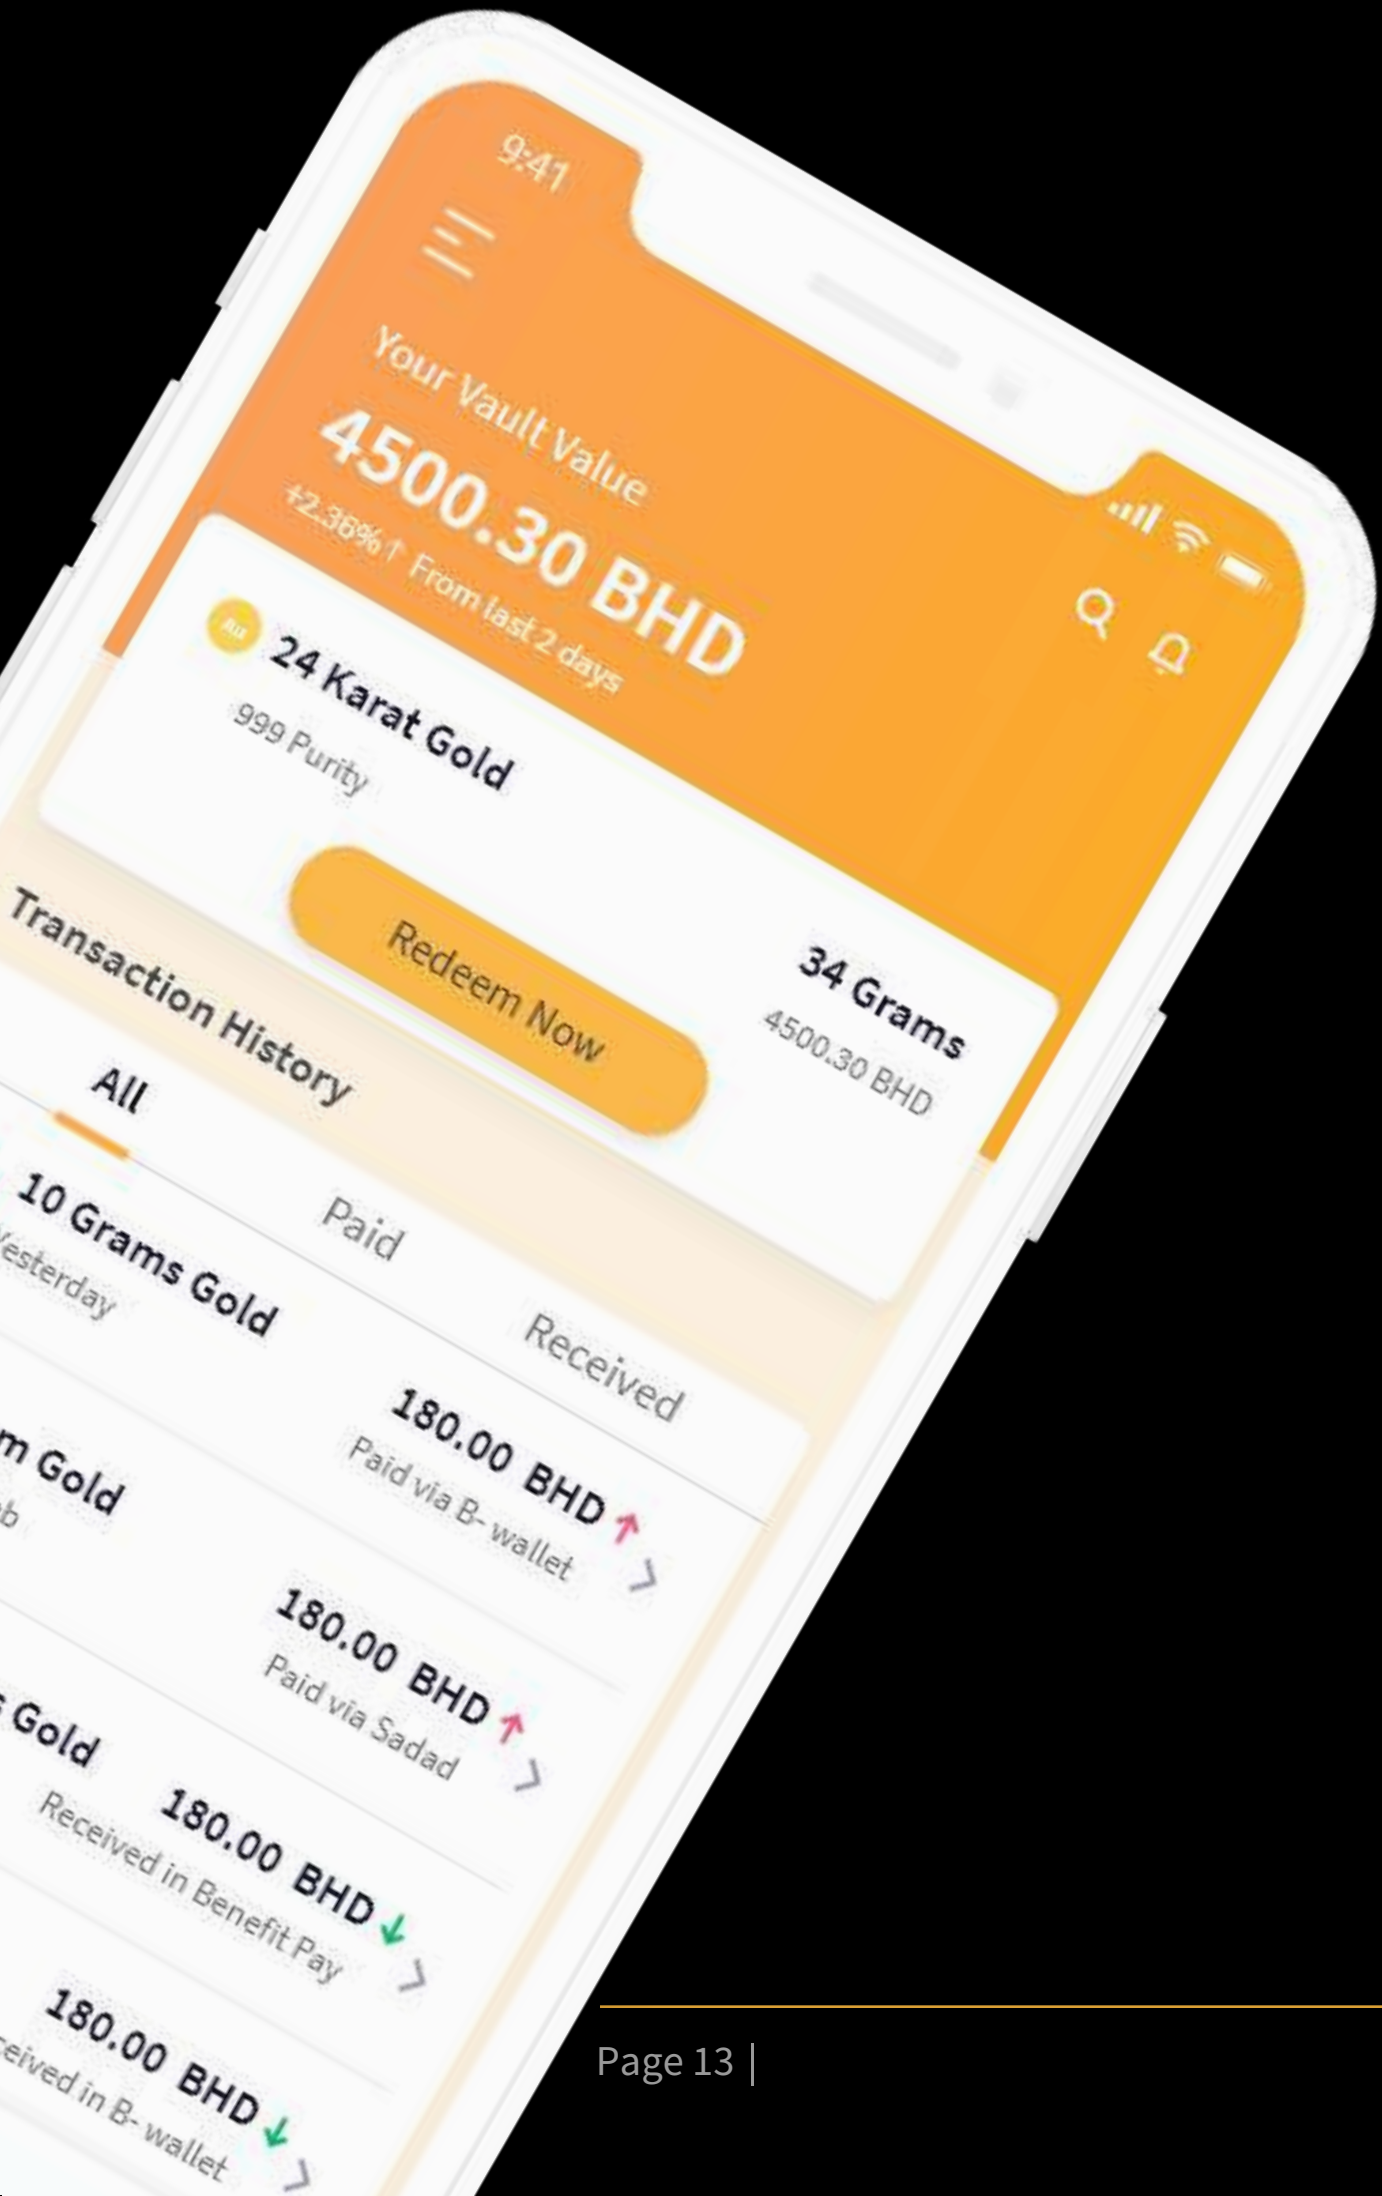 9:41
Your Vault Value
4500.30 BHD
+2.36%↑ From last 2 days
Au
24 Karat Gold
999 Purity
34 Grams
4500.30 BHD
Redeem Now
Transaction History
All
Paid
Received
10 Grams Gold
Yesterday
180.00 BHD ↑
Paid via B- wallet
m Gold
eb
180.00 BHD ↑
Paid via Sadad
s Gold
180.00 BHD ↓
Received in Benefit Pay
180.00 BHD ↓
ceived in B- wallet
Page 13 |